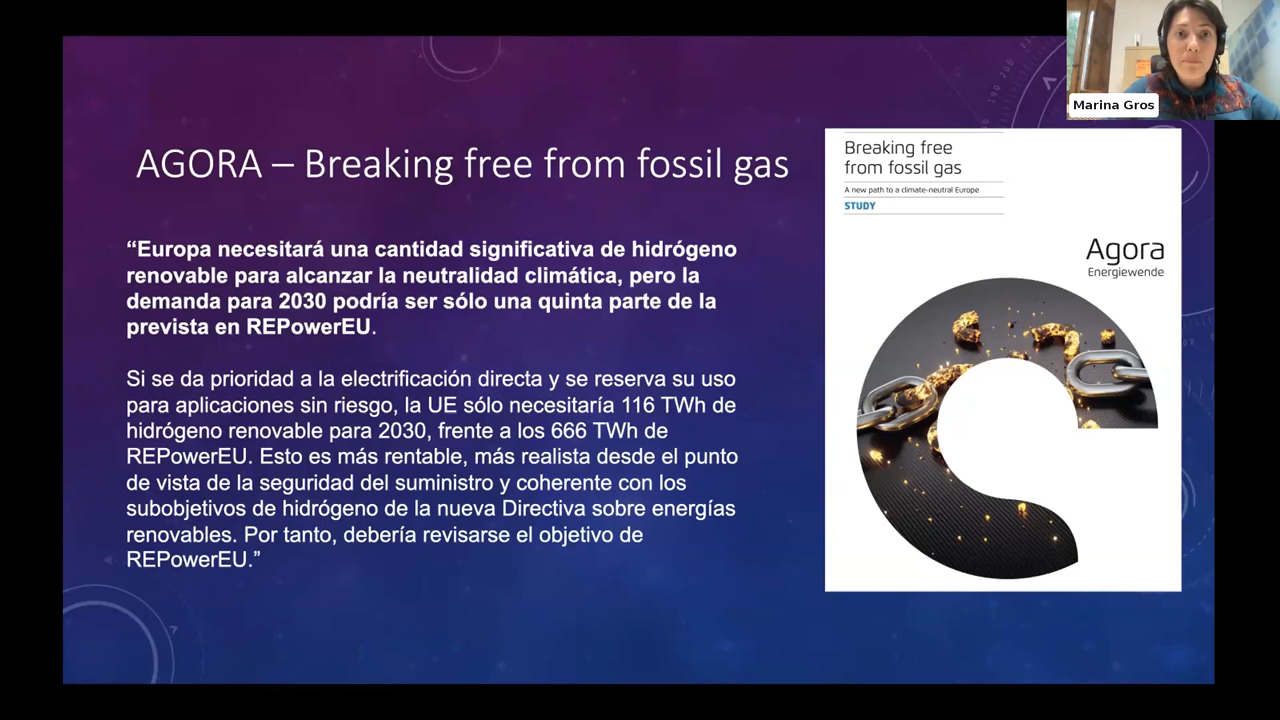 Marina Gros
AGORA – Breaking free from fossil gas
“Europa necesitará una cantidad significativa de hidrógeno
renovable para alcanzar la neutralidad climática, pero la
demanda para 2030 podría ser sólo una quinta parte de la
prevista en REPowerEU.
Si se da prioridad a la electrificación directa y se reserva su uso
para aplicaciones sin riesgo, la UE sólo necesitaría 116 TWh de
hidrógeno renovable para 2030, frente a los 666 TWh de
REPowerEU. Esto es más rentable, más realista desde el punto
de vista de la seguridad del suministro y coherente con los
subobjetivos de hidrógeno de la nueva Directiva sobre energías
renovables. Por tanto, debería revisarse el objetivo de
REPowerEU.”
Breaking free
from fossil gas
A new path to a climate-neutral Europe
STUDY
Agora
Energiewende